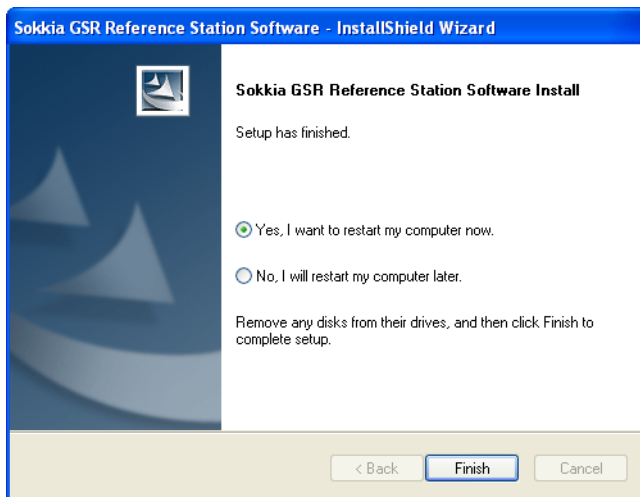 Sokkia GSR Reference Station Software - InstallShield Wizard
Sokkia GSR Reference Station Software Install
Setup has finished.
Yes, I want to restart my computer now.
No, I will restart my computer later.
Remove any disks from their drives, and then click Finish to
complete setup.
< Back Finish Cancel